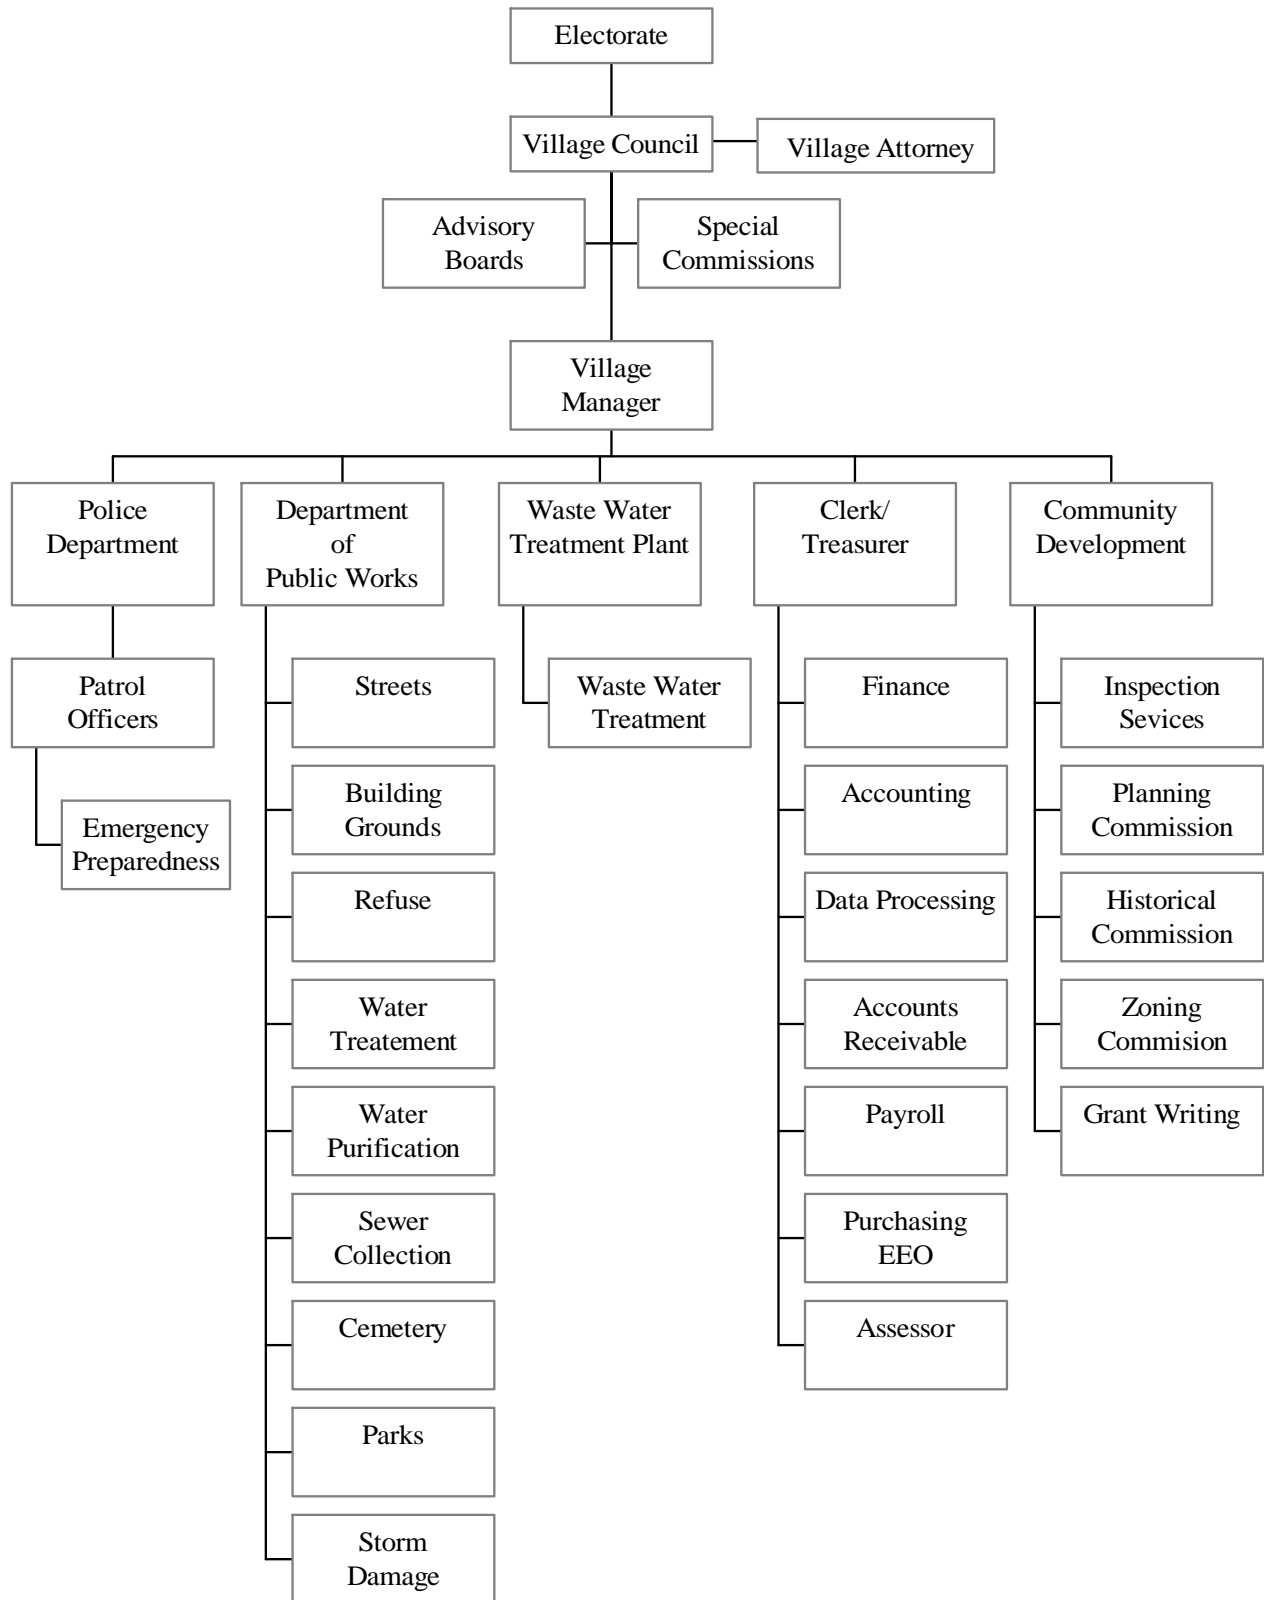 Electorate
Village Council
Village Attorney
Advisory
Boards
Special
Commissions
Village
Manager
Police
Department
Department
of
Public Works
Waste Water
Treatment Plant
Clerk/
Treasurer
Community
Development
Patrol
Officers
Emergency
Preparedness
Streets
Building
Grounds
Refuse
Water
Treatement
Water
Purification
Sewer
Collection
Cemetery
Parks
Storm
Damage
Waste Water
Treatment
Finance
Accounting
Data Processing
Accounts
Receivable
Payroll
Purchasing
EEO
Assessor
Inspection
Sevices
Planning
Commission
Historical
Commission
Zoning
Commision
Grant Writing